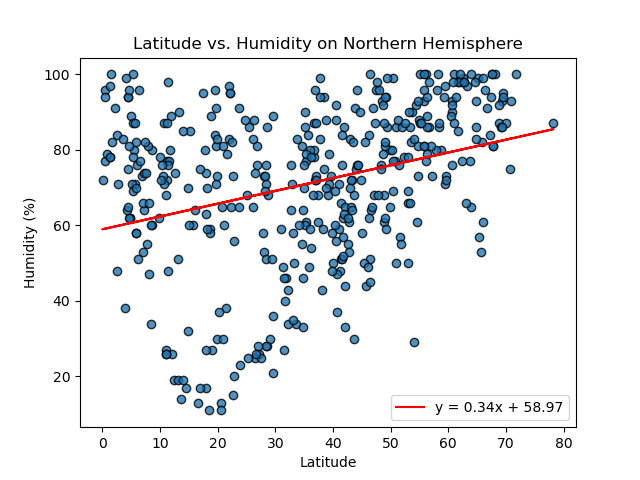 Latitude vs. Humidity on Northern Hemisphere
100
80
60
40
20
Humidity (%)
y = 0.34x + 58.97
0 10 20 30 40 50 60 70 80
Latitude